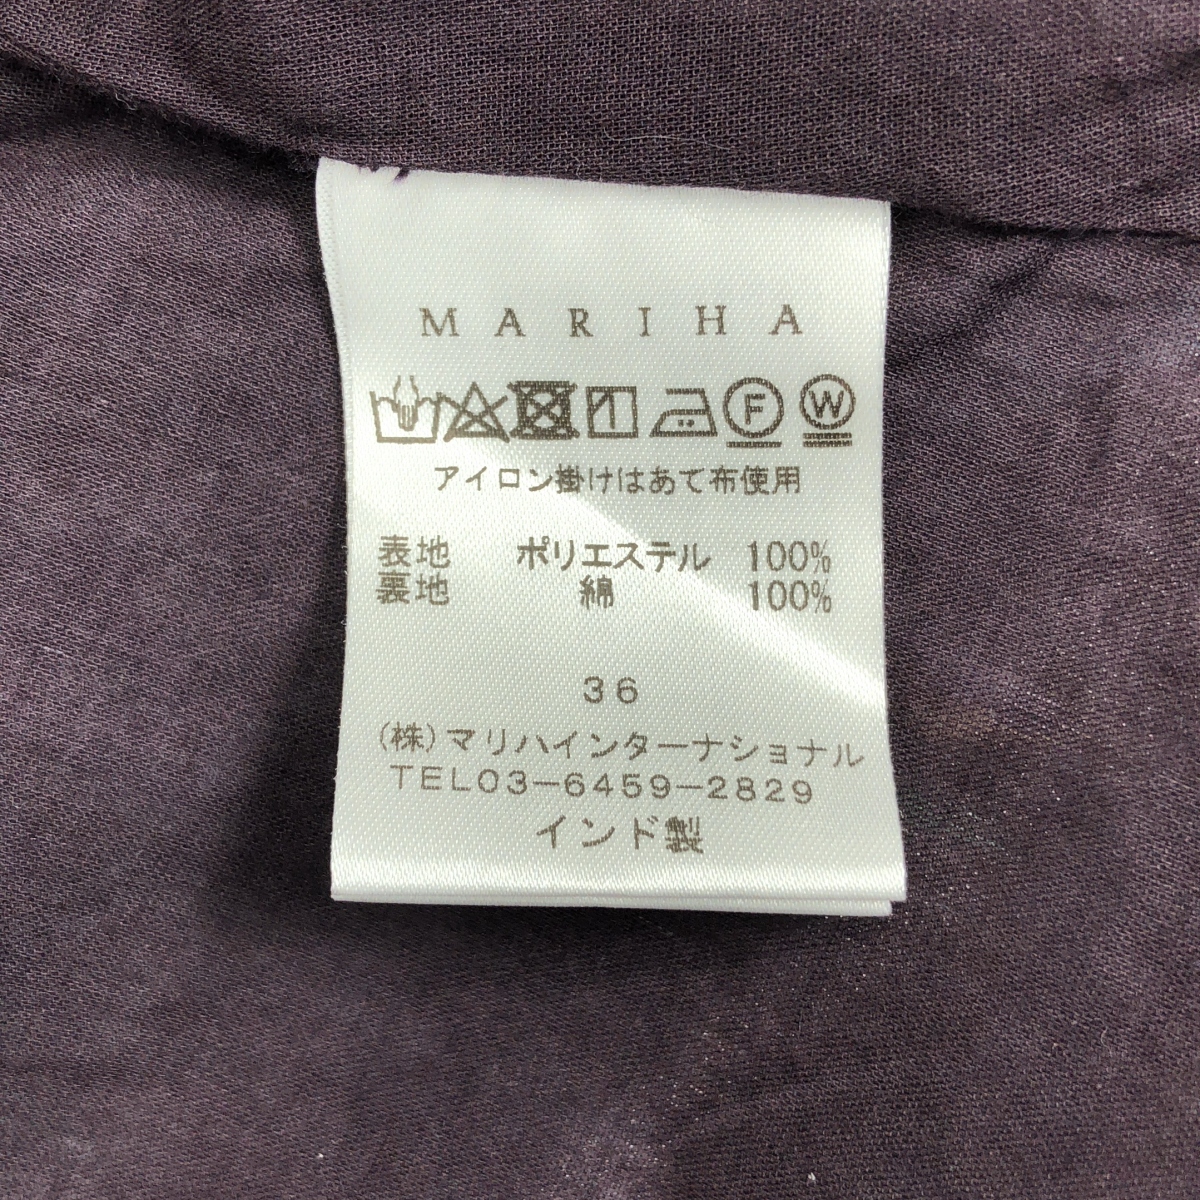 MARIHA
F W
アイロン掛けはあて布使用
表地 ポリエステル 100%
裏地 綿 100%
36
(株)マリハインターナショナル
TEL03-6459-2829
インド製